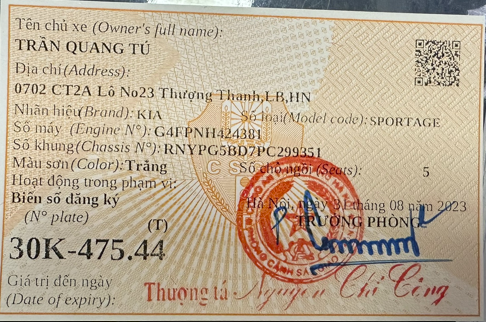 Tên chủ xe (Owner's full name):
TRẦN QUANG TÚ
Địa chỉ (Address):
0702 CT2A Lô No23 Thượng Thanh,LB,HN
Nhãn hiệu(Brand): KIA Số loại(Model code): SPORTAGE
Số máy (Engine N°): G4FPNH424381
Số khung(Chassis N°): RNYPG5BD7PC299351
Màu sơn (Color): Trắng Số chỗ ngồi (Seats): 5
Hoạt động trong phạm vi:
Biển số đăng ký Hà Nội, ngày 31 tháng 08 năm 2023
(N° plate) TRƯỞNG PHÒNG
(T)
30K-475.44
Giá trị đến ngày
(Date of expiry):
Thượng tá Nguyễn Chí Công